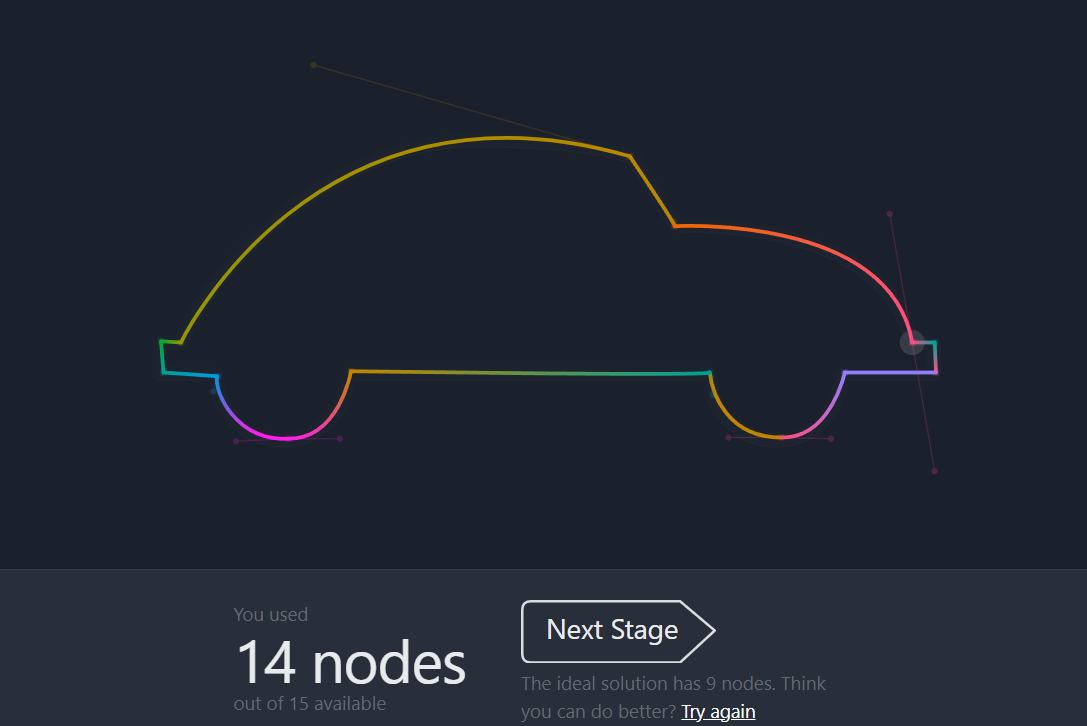 You used
14 nodes
out of 15 available
Next Stage
The ideal solution has 9 nodes. Think
you can do better? Try again